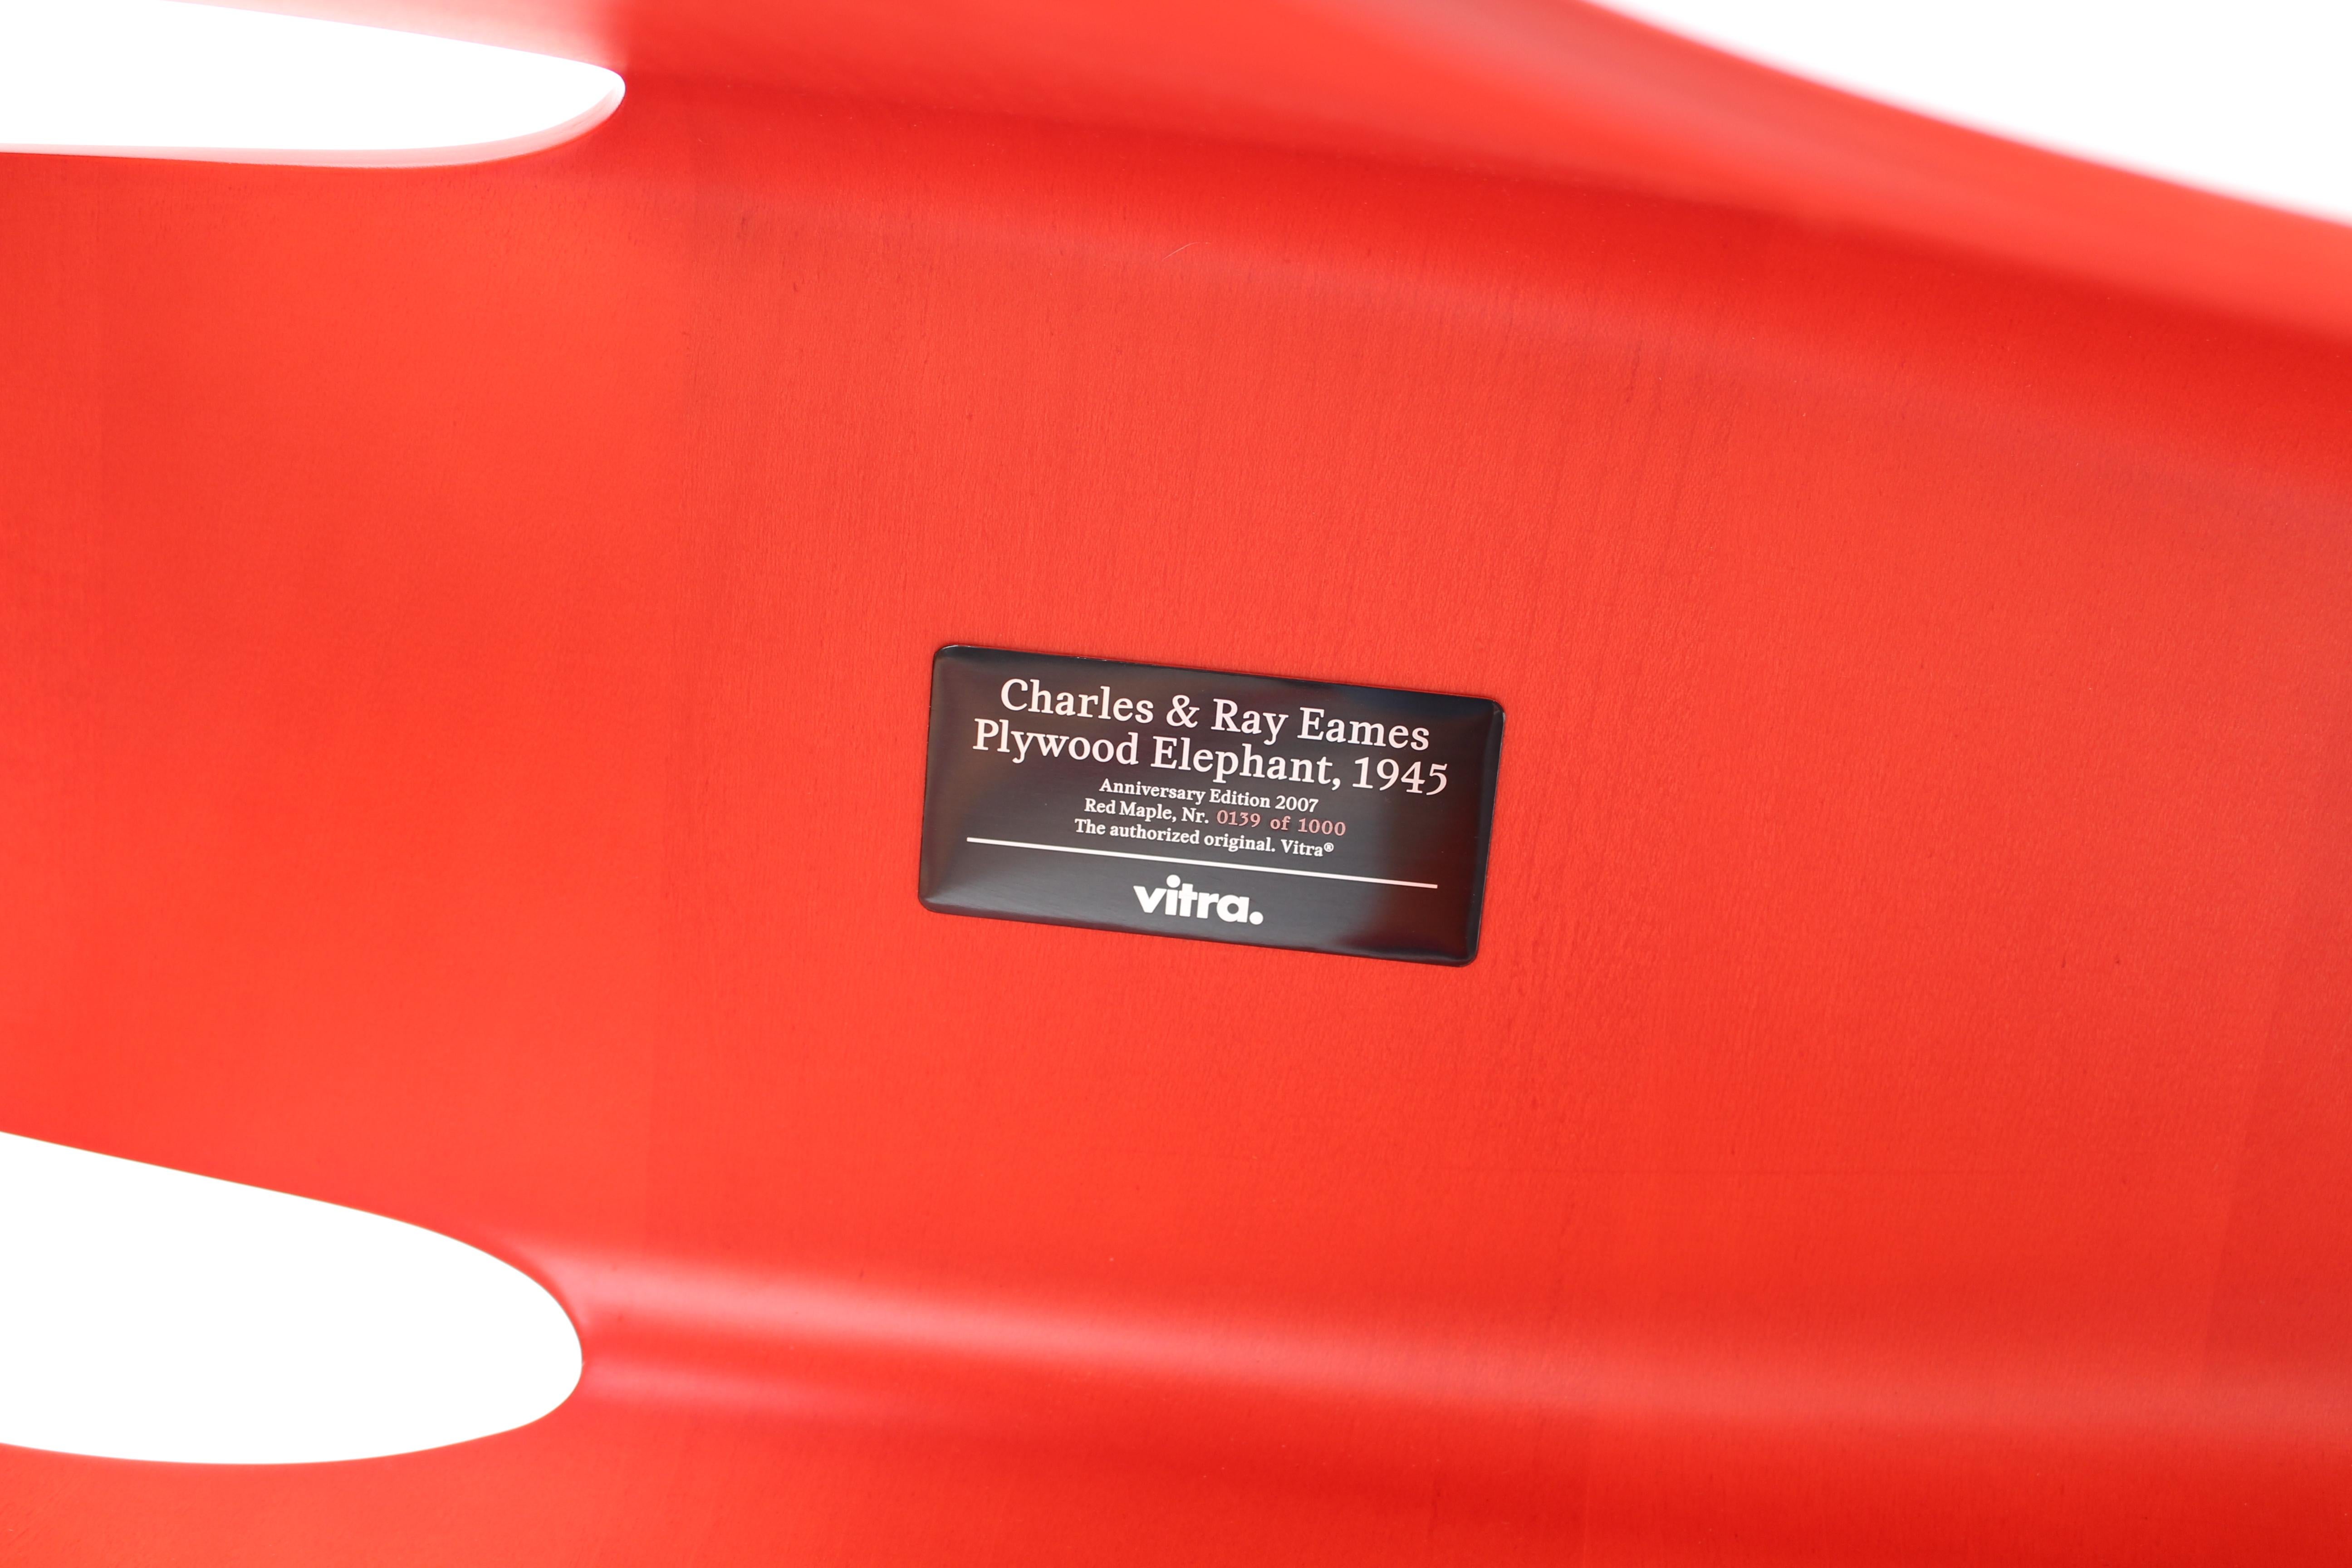 Charles & Ray Eames
Plywood Elephant, 1945
Anniversary Edition 2007
Red Maple, Nr. 0139 of 1000
The authorized original. Vitra®
vitra.